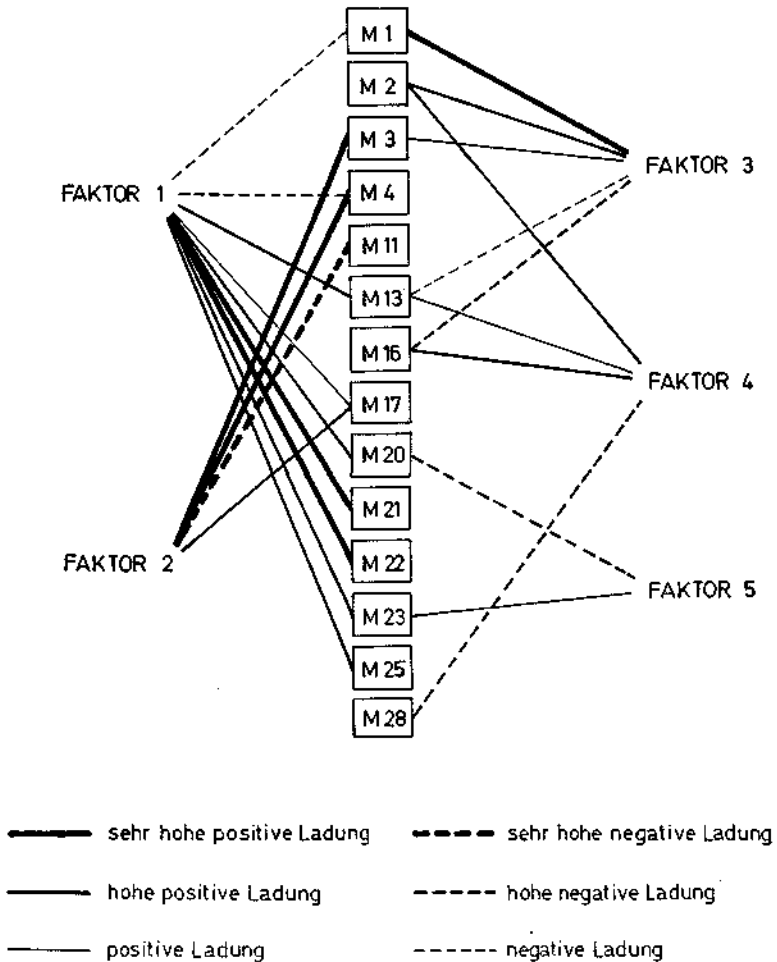 M 1
M 2
M 3
FAKTOR 3
FAKTOR 1
M 4
M 11
M 13
M 16
FAKTOR 4
M 17
M 20
M 21
FAKTOR 2
M 22
FAKTOR 5
M 23
M 25
M 28
sehr hohe positive Ladung
sehr hohe negative Ladung
hohe positive Ladung
hohe negative Ladung
positive Ladung
negative Ladung